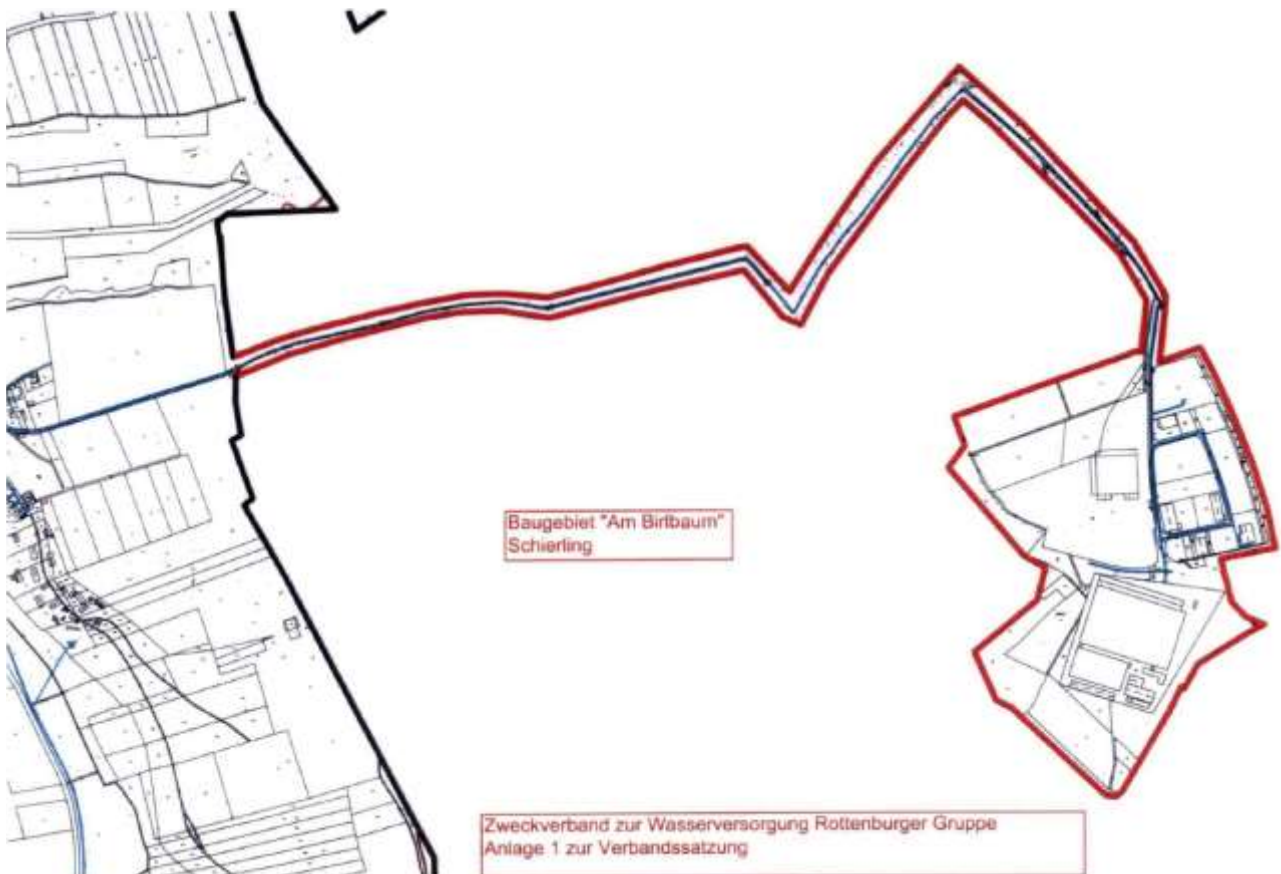 Baugebiet "Am Birlbaum"
Schierling
Zweckverband zur Wasserversorgung Rottenburger Gruppe
Anlage 1 zur Verbandssatzung